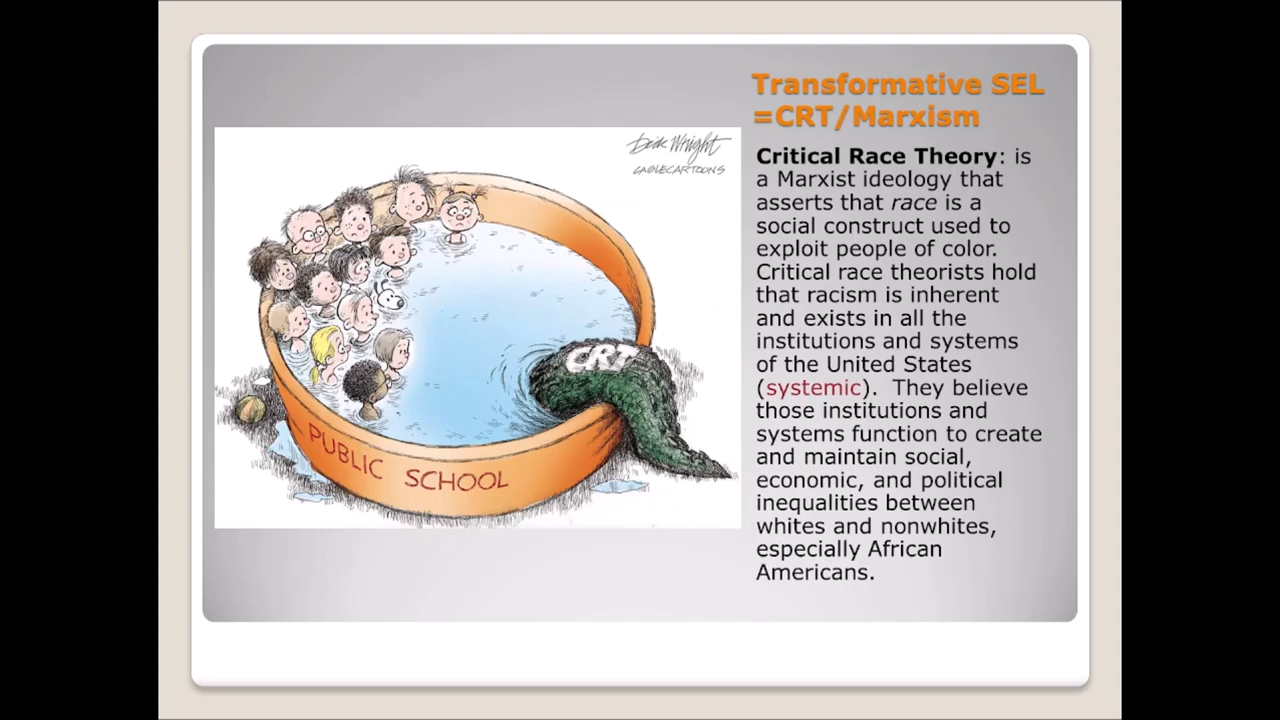 Transformative SEL
=CRT/Marxism
Dick Wright
CAGLECARTOONS
CRT
PUBLIC SCHOOL
Critical Race Theory: is
a Marxist ideology that
asserts that race is a
social construct used to
exploit people of color.
Critical race theorists hold
that racism is inherent
and exists in all the
institutions and systems
of the United States
(systemic). They believe
those institutions and
systems function to create
and maintain social,
economic, and political
inequalities between
whites and nonwhites,
especially African
Americans.